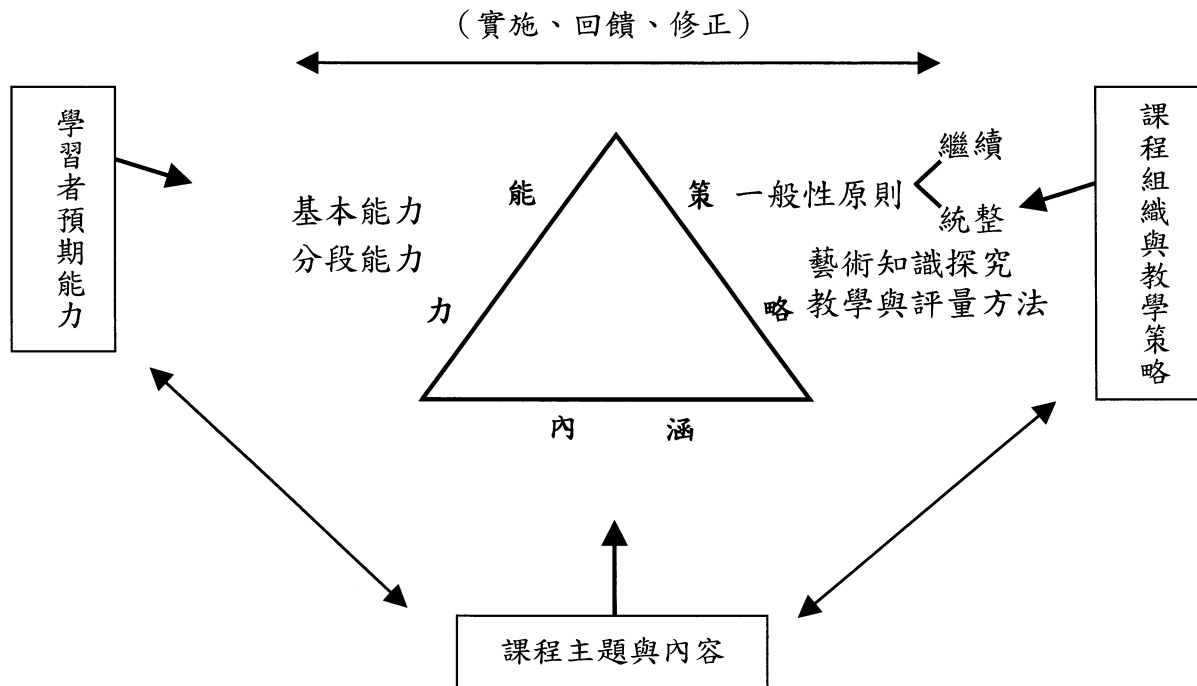 （實施、回饋、修正）
學習者預期能力
基本能力
分段能力
能力
策略
一般性原則
繼續
統整
藝術知識探究
教學與評量方法
課程組織與教學策略
內涵
課程主題與內容